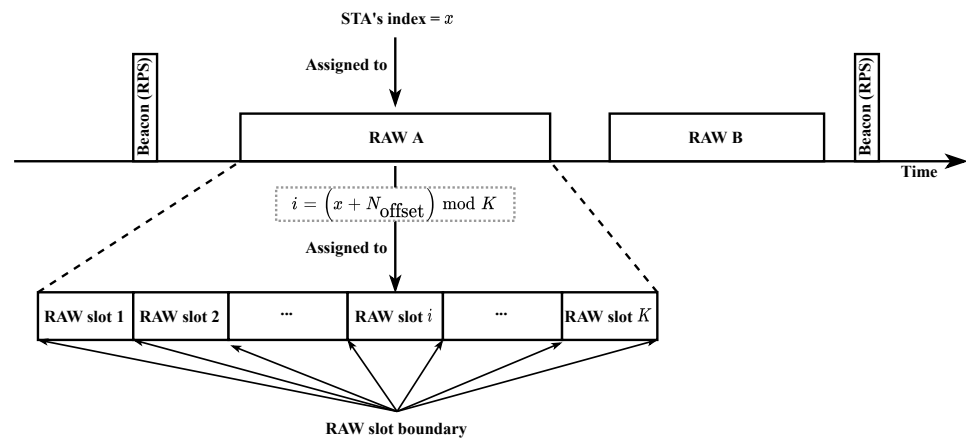 STA's index = x
Assigned to
Beacon (RPS)
RAW A
RAW B
Beacon (RPS)
Time
i = (x + N_offset) mod K
Assigned to
RAW slot 1
RAW slot 2
...
RAW slot i
...
RAW slot K
RAW slot boundary